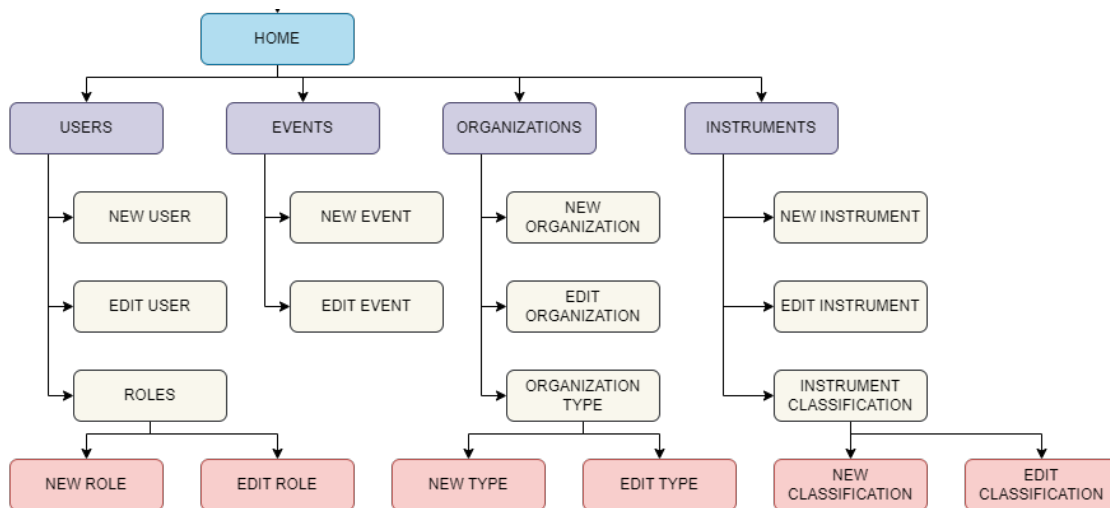 HOME
USERS
EVENTS
ORGANIZATIONS
INSTRUMENTS
NEW USER
NEW EVENT
NEW
ORGANIZATION
NEW INSTRUMENT
EDIT USER
EDIT EVENT
EDIT
ORGANIZATION
EDIT INSTRUMENT
ROLES
ORGANIZATION
TYPE
INSTRUMENT
CLASSIFICATION
NEW ROLE
EDIT ROLE
NEW TYPE
EDIT TYPE
NEW
CLASSIFICATION
EDIT
CLASSIFICATION